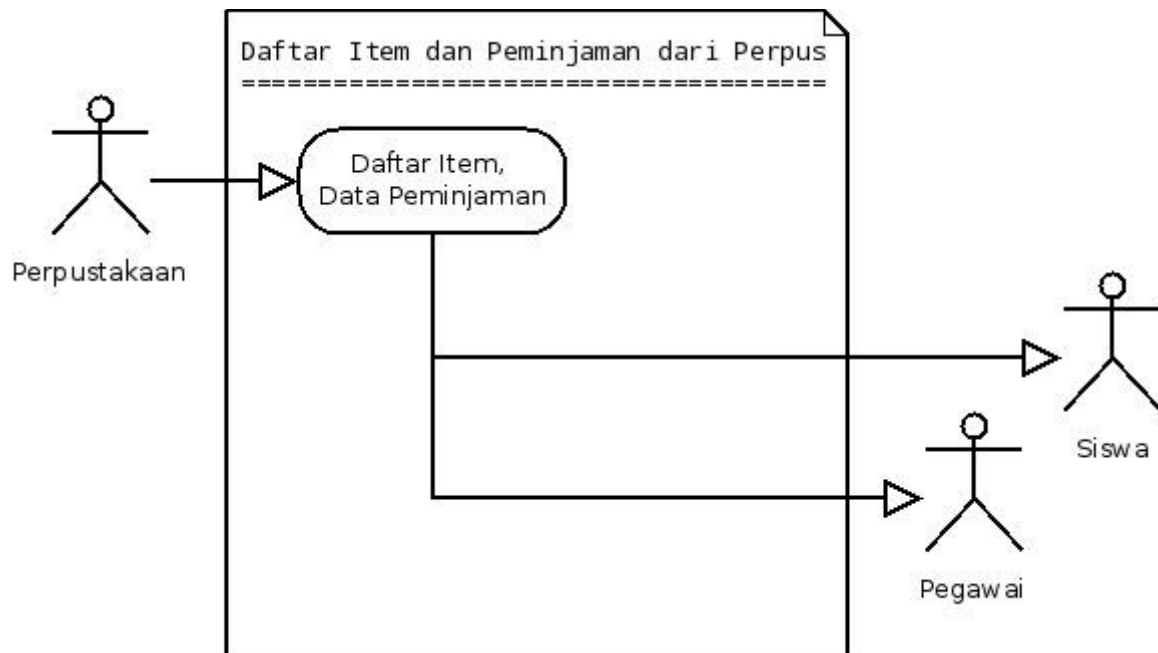 Daftar Item dan Peminjaman dari Perpus
======================================
Daftar Item,
Data Peminjaman
Perpustakaan
Siswa
Pegawai